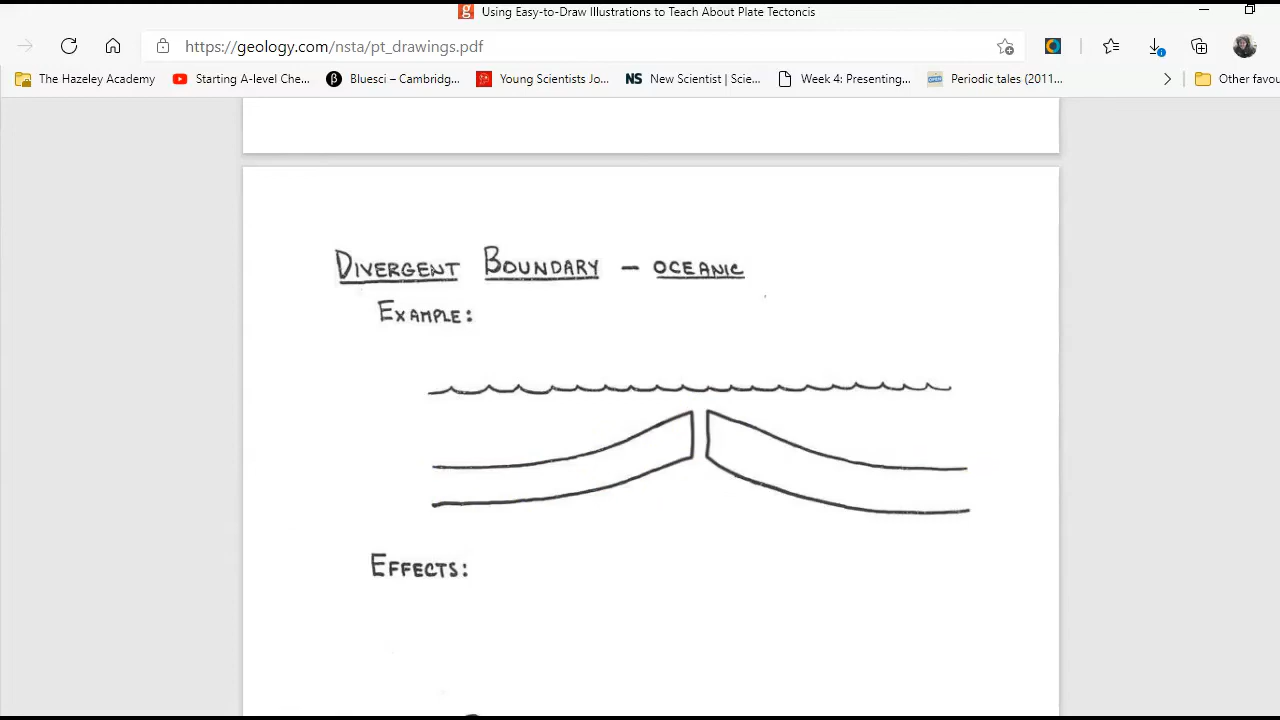 Using Easy-to-Draw Illustrations to Teach About Plate Tectoncis
https://geology.com/nsta/pt_drawings.pdf
The Hazeley Academy
Starting A-level Che...
Bluesci – Cambridg...
Young Scientists Jo...
NS New Scientist | Scie...
Week 4: Presenting...
Periodic tales (2011...
Other favou
DIVERGENT BOUNDARY – OCEANIC
EXAMPLE:
EFFECTS: